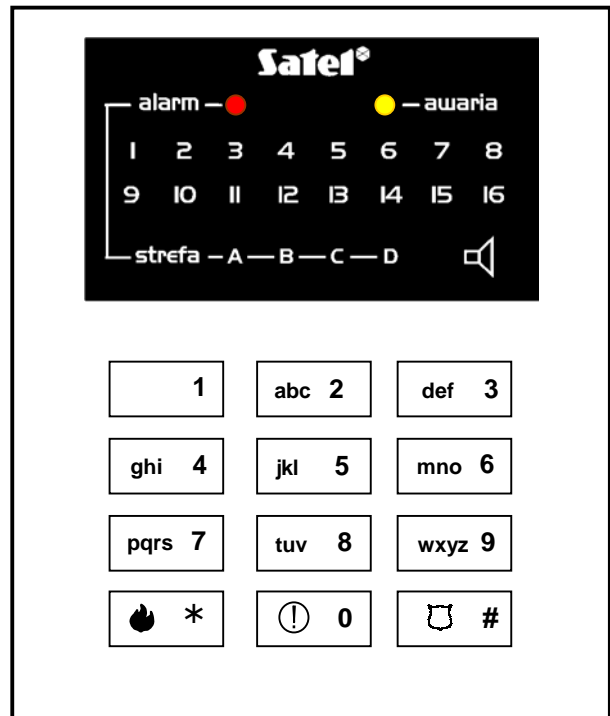 Satel
alarm awaria
1 2 3 4 5 6 7 8
9 10 11 12 13 14 15 16
strefa A B C D
1 abc 2 def 3
ghi 4 jkl 5 mno 6
pqrs 7 tuv 8 wxyz 9
* ! 0 #